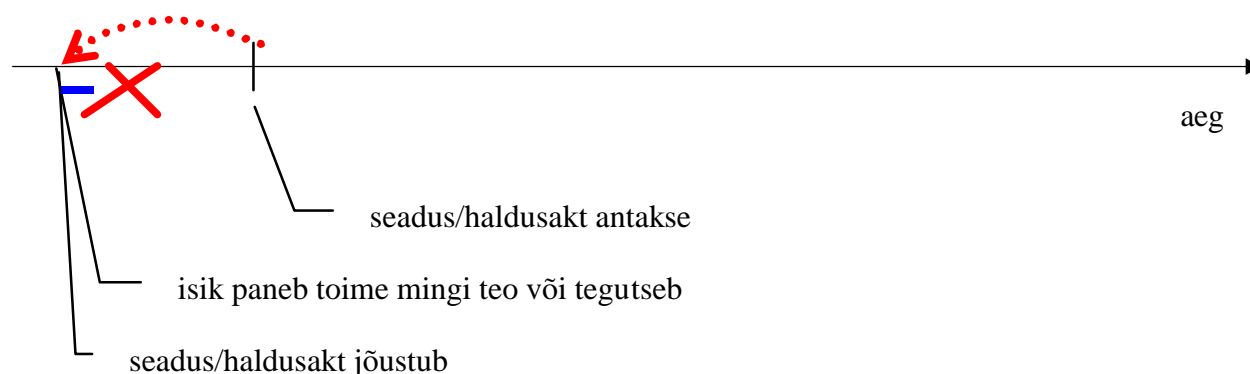 aeg
seadus/haldusakt antakse
isik paneb toime mingi teo või tegutseb
seadus/haldusakt jõustub